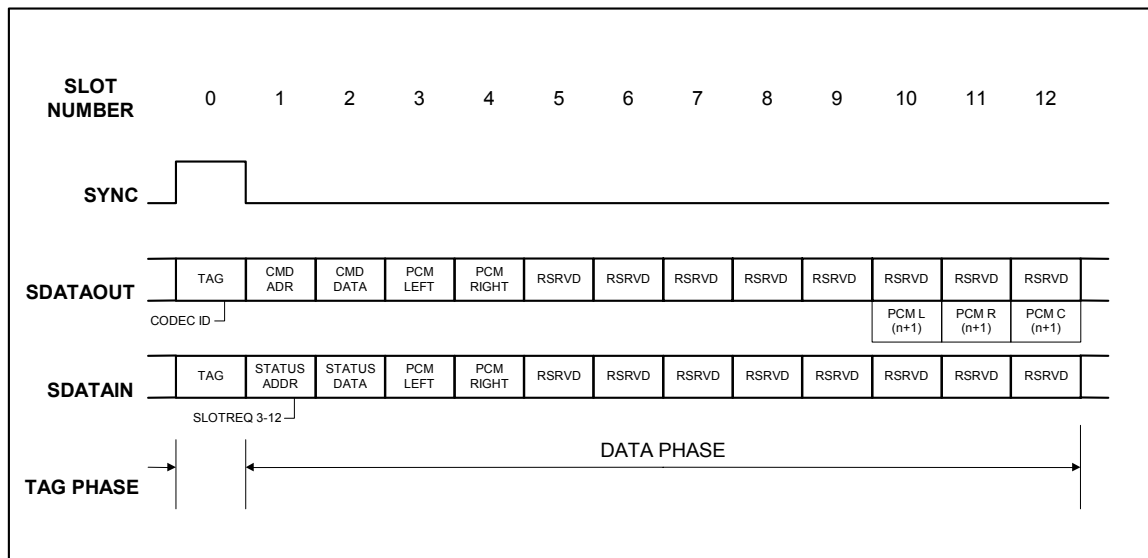 SLOT
NUMBER
0 1 2 3 4 5 6 7 8 9 10 11 12
SYNC
SDATAOUT
TAG
CMD
ADR
CMD
DATA
PCM
LEFT
PCM
RIGHT
RSRVD
RSRVD
RSRVD
RSRVD
RSRVD
RSRVD
RSRVD
RSRVD
CODEC ID
PCM L
(n+1)
PCM R
(n+1)
PCM C
(n+1)
SDATAIN
TAG
STATUS
ADDR
STATUS
DATA
PCM
LEFT
PCM
RIGHT
RSRVD
RSRVD
RSRVD
RSRVD
RSRVD
RSRVD
RSRVD
RSRVD
SLOTREQ 3-12
DATA PHASE
TAG PHASE